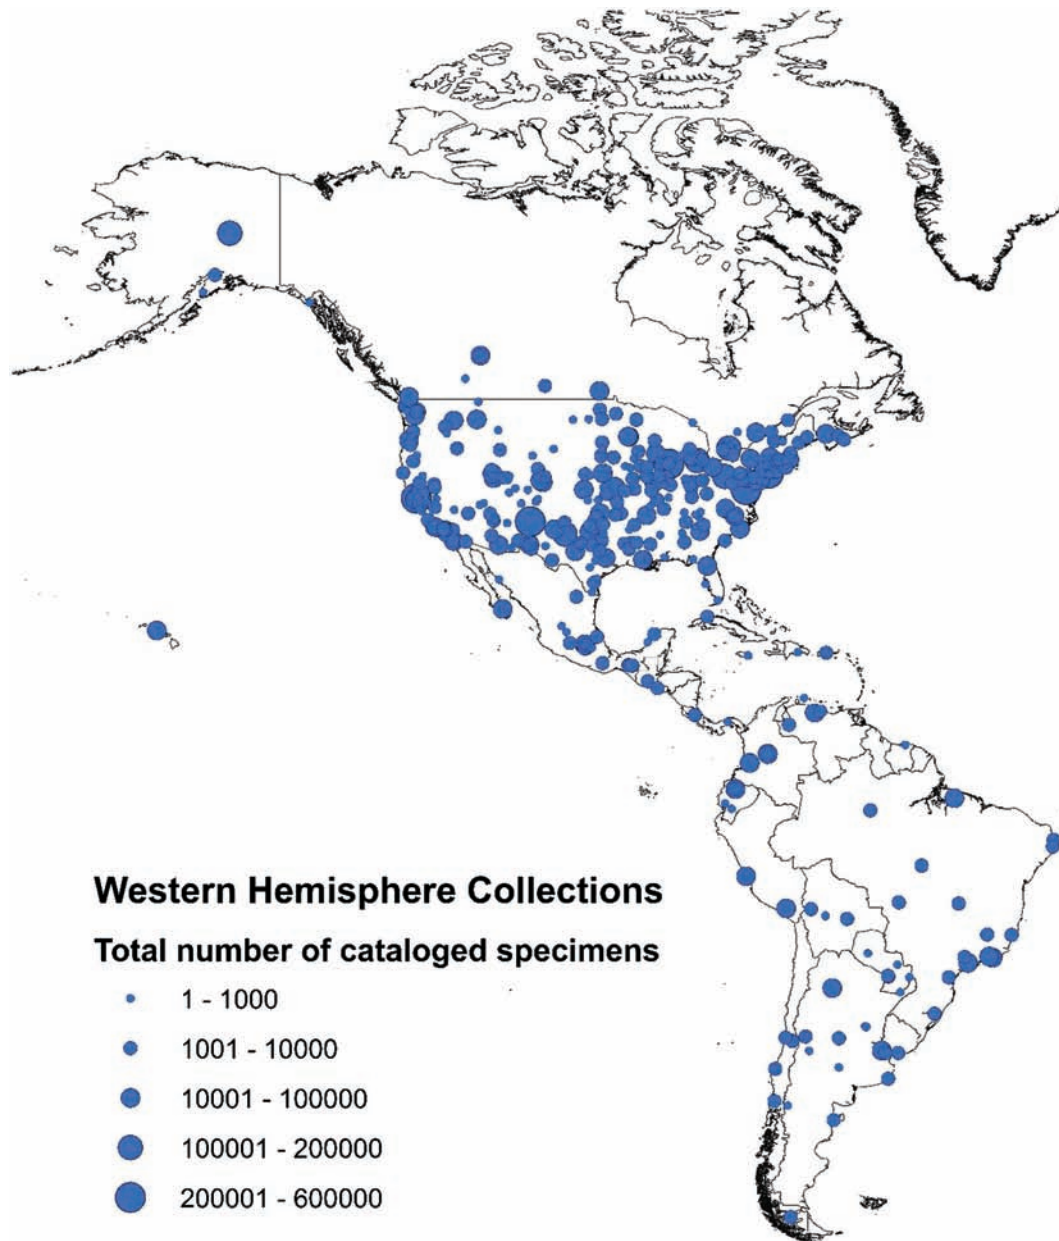 Western Hemisphere Collections
Total number of cataloged specimens
1 - 1000
1001 - 10000
10001 - 100000
100001 - 200000
200001 - 600000